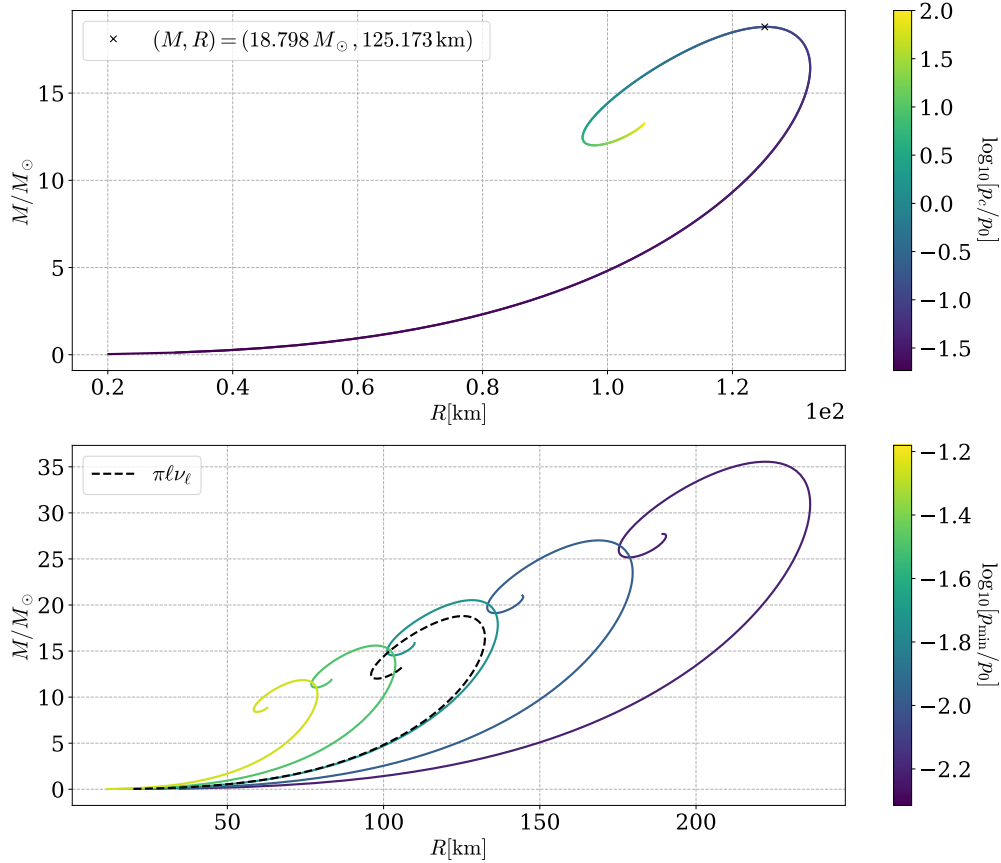 (M, R) = (18.798 M⊙, 125.173 km)
15
10
5
0
M/M⊙
0.2 0.4 0.6 0.8 1.0 1.2
1e2
R[km]
2.0
1.5
1.0
0.5
0.0
−0.5
−1.0
−1.5
log₁₀[p_c/p₀]
πℓν_ℓ
35
30
25
20
15
10
5
0
M/M⊙
50 100 150 200
R[km]
−1.2
−1.4
−1.6
−1.8
−2.0
−2.2
log₁₀[p_min/p₀]